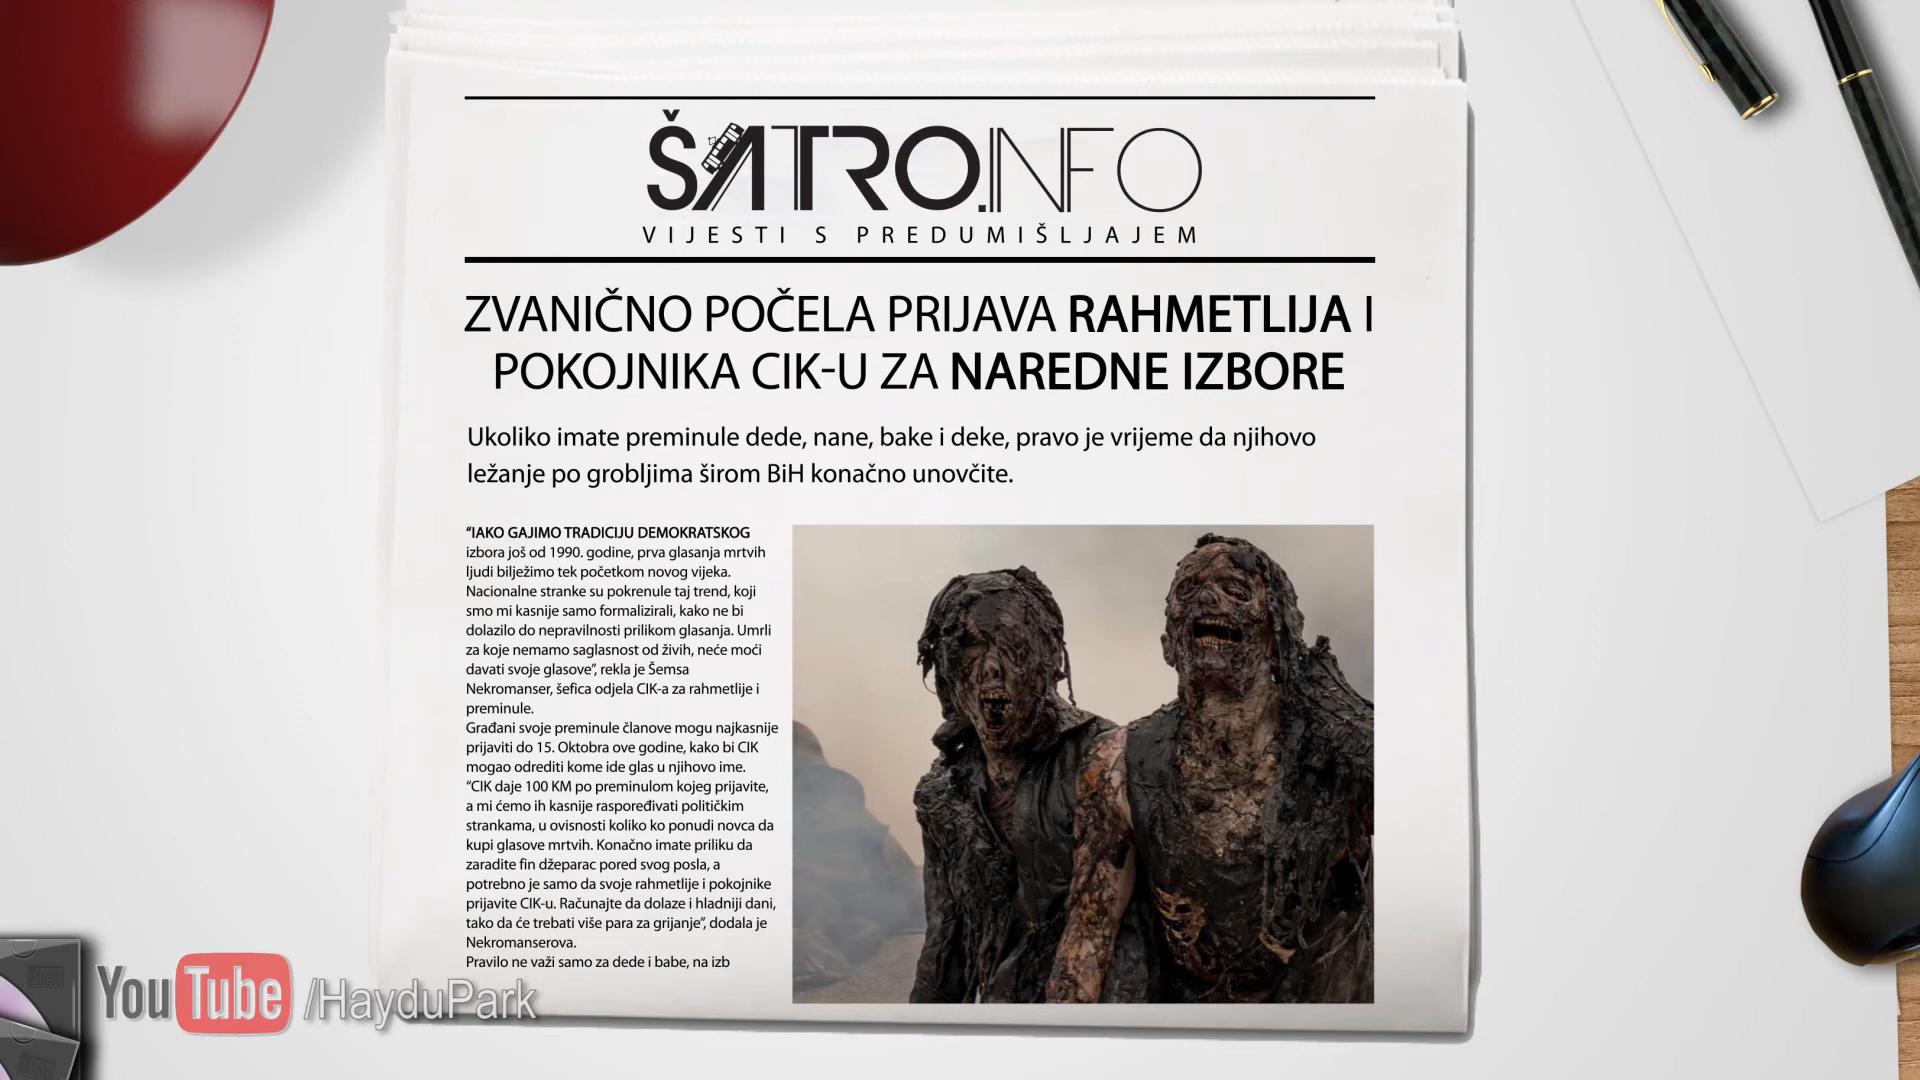 ŠATRO.INFO
VIJESTI S PREDUMIŠLJAJEM
ZVANIČNO POČELA PRIJAVA RAHMETLIJA I
POKOJNIKA CIK-U ZA NAREDNE IZBORE
Ukoliko imate preminule dede, nane, bake i deke, pravo je vrijeme da njihovo
ležanje po grobljima širom BiH konačno unovčite.
“IAKO GAJIMO TRADICIJU DEMOKRATSKOG
izbora još od 1990. godine, prva glasanja mrtvih
ljudi bilježimo tek početkom novog vijeka.
Nacionalne stranke su pokrenule taj trend, koji
smo mi kasnije samo formalizirali, kako ne bi
dolazilo do nepravilnosti prilikom glasanja. Umrli
za koje nemamo saglasnost od živih, neće moći
davati svoje glasove”, rekla je Šemsa
Nekromanser, šefica odjela CIK-a za rahmetlije i
preminule.
Građani svoje preminule članove mogu najkasnije
prijaviti do 15. Oktobra ove godine, kako bi CIK
mogao odrediti kome ide glas u njihovo ime.
“CIK daje 100 KM po preminulom kojeg prijavite,
a mi ćemo ih kasnije raspoređivati političkim
strankama, u ovisnosti koliko ko ponudi novca da
kupi glasove mrtvih. Konačno imate priliku da
zaradite fin džeparac pored svog posla, a
potrebno je samo da svoje rahmetlije i pokojnike
prijavite CIK-u. Računajte da dolaze i hladniji dani,
tako da će trebati više para za grijanje”, dodala je
Nekromanserova.
Pravilo ne važi samo za dede i babe, na izb
YouTube /HayduPark